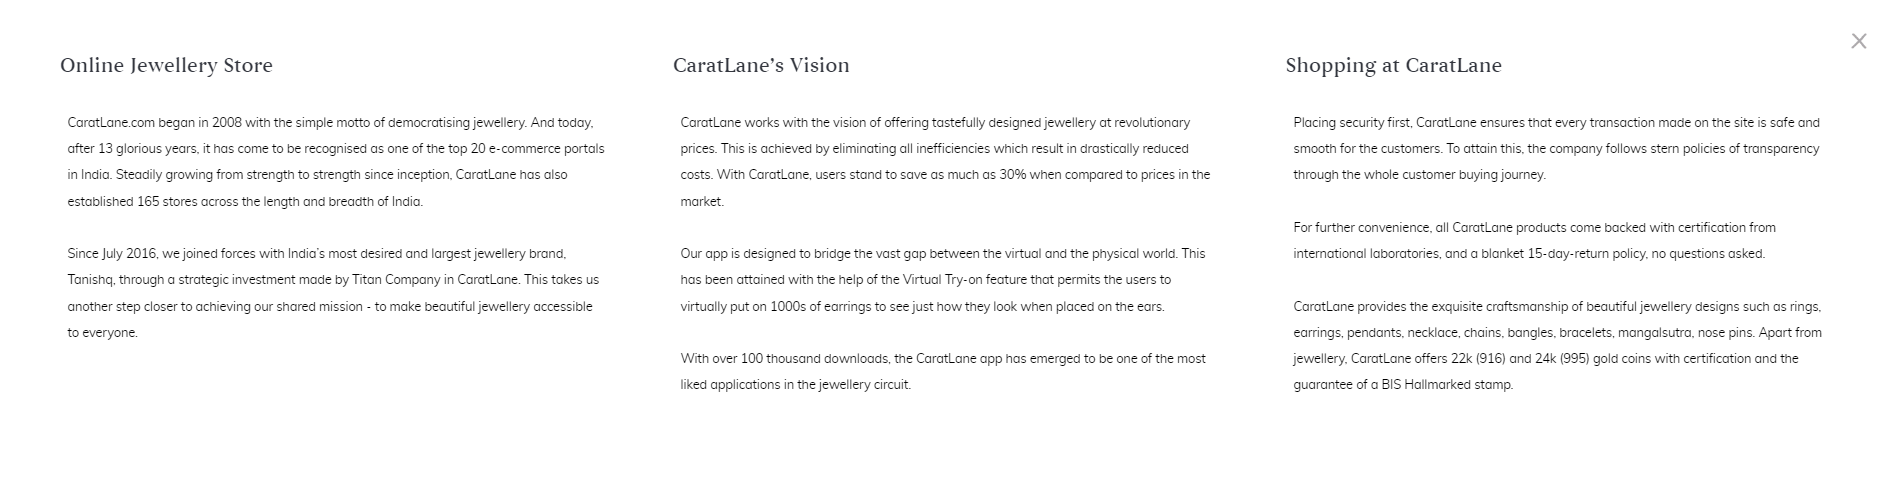 Online Jewellery Store
CaratLane.com began in 2008 with the simple motto of democratising jewellery. And today,
after 13 glorious years, it has come to be recognised as one of the top 20 e-commerce portals
in India. Steadily growing from strength to strength since inception, CaratLane has also
established 165 stores across the length and breadth of India.
Since July 2016, we joined forces with India's most desired and largest jewellery brand,
Tanishq, through a strategic investment made by Titan Company in CaratLane. This takes us
another step closer to achieving our shared mission - to make beautiful jewellery accessible
to everyone.
CaratLane's Vision
CaratLane works with the vision of offering tastefully designed jewellery at revolutionary
prices. This is achieved by eliminating all inefficiencies which result in drastically reduced
costs. With CaratLane, users stand to save as much as 30% when compared to prices in the
market.
Our app is designed to bridge the vast gap between the virtual and the physical world. This
has been attained with the help of the Virtual Try-on feature that permits the users to
virtually put on 1000s of earrings to see just how they look when placed on the ears.
With over 100 thousand downloads, the CaratLane app has emerged to be one of the most
liked applications in the jewellery circuit.
Shopping at CaratLane
Placing security first, CaratLane ensures that every transaction made on the site is safe and
smooth for the customers. To attain this, the company follows stern policies of transparency
through the whole customer buying journey.
For further convenience, all CaratLane products come backed with certification from
international laboratories, and a blanket 15-day-return policy, no questions asked.
CaratLane provides the exquisite craftsmanship of beautiful jewellery designs such as rings,
earrings, pendants, necklace, chains, bangles, bracelets, mangalsutra, nose pins. Apart from
jewellery, CaratLane offers 22k (916) and 24k (995) gold coins with certification and the
guarantee of a BIS Hallmarked stamp.